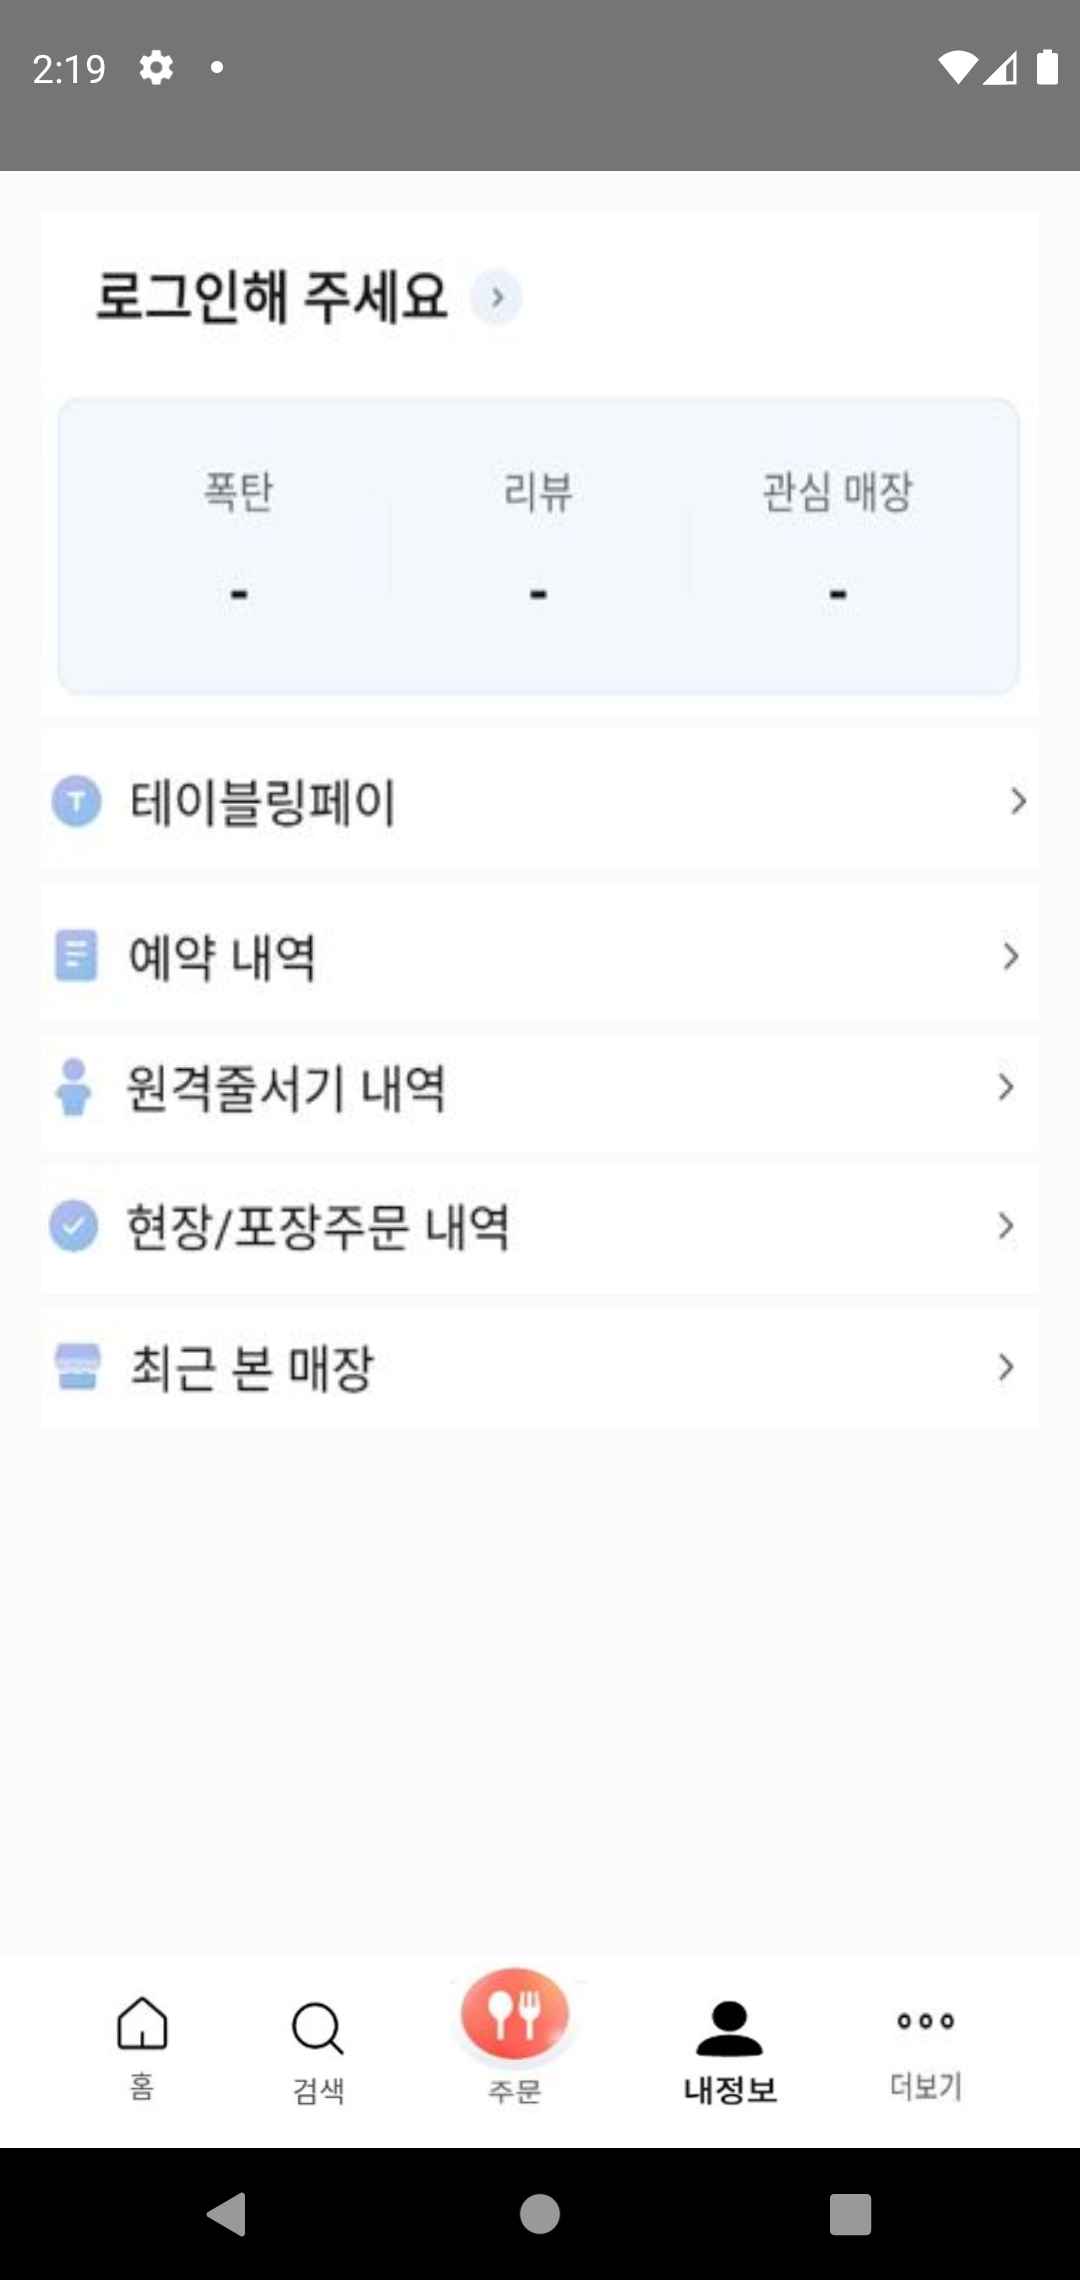 2:19
로그인해 주세요
폭탄 리뷰 관심 매장
- - -
테이블링페이
예약 내역
원격줄서기 내역
현장/포장주문 내역
최근 본 매장
홈 검색 주문 내정보 더보기